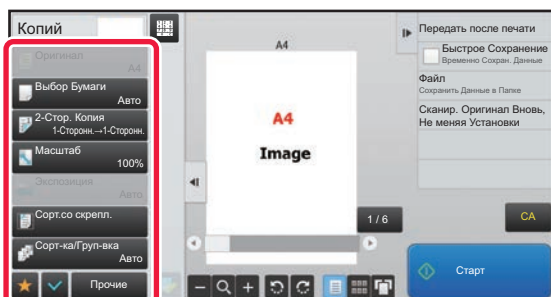 Копий
Оригинал
A4
Выбор Бумаги
Авто
2-Стор. Копия
1-Сторонн.→1-Сторонн.
Масштаб
100%
Экспозиция
Авто
Сорт.со скрепл.
Сорт-ка/Груп-вка
Авто
Прочие
A4
A4
Image
1 / 6
Передать после печати
Быстрое Сохранение
Временно Сохран. Данные
Файл
Сохранить Данные в Папке
Сканир. Оригинал Вновь,
Не меняя Установки
CA
Старт